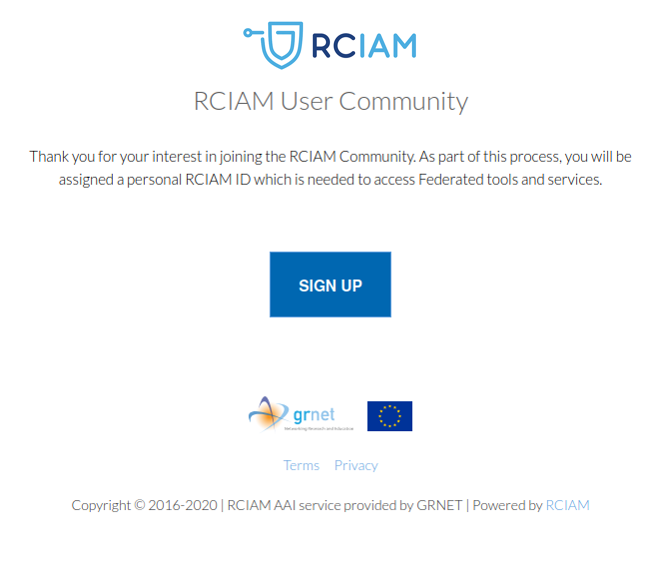 RCIAM
RCIAM User Community
Thank you for your interest in joining the RCIAM Community. As part of this process, you will be
assigned a personal RCIAM ID which is needed to access Federated tools and services.
SIGN UP
grnet
Networking Research and Education
Terms Privacy
Copyright © 2016-2020 | RCIAM AAI service provided by GRNET | Powered by RCIAM